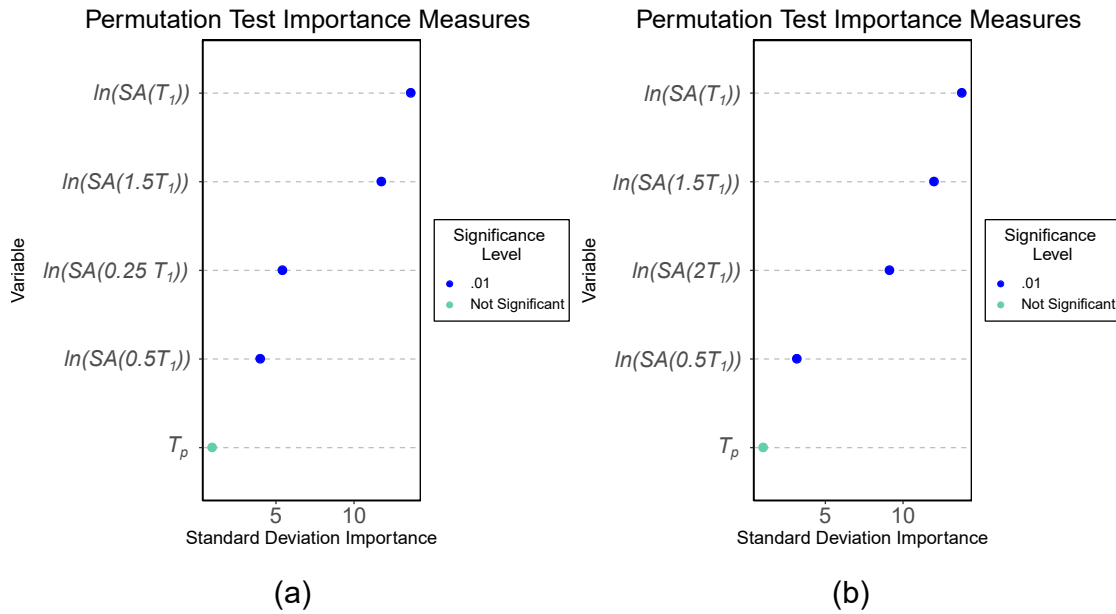 Permutation Test Importance Measures
Variable
ln(SA(T₁))
ln(SA(1.5T₁))
ln(SA(0.25 T₁))
ln(SA(0.5T₁))
Tₚ
5 10
Standard Deviation Importance
Significance
Level
.01
Not Significant
(a)
Permutation Test Importance Measures
Variable
ln(SA(T₁))
ln(SA(1.5T₁))
ln(SA(2T₁))
ln(SA(0.5T₁))
Tₚ
5 10
Standard Deviation Importance
Significance
Level
.01
Not Significant
(b)